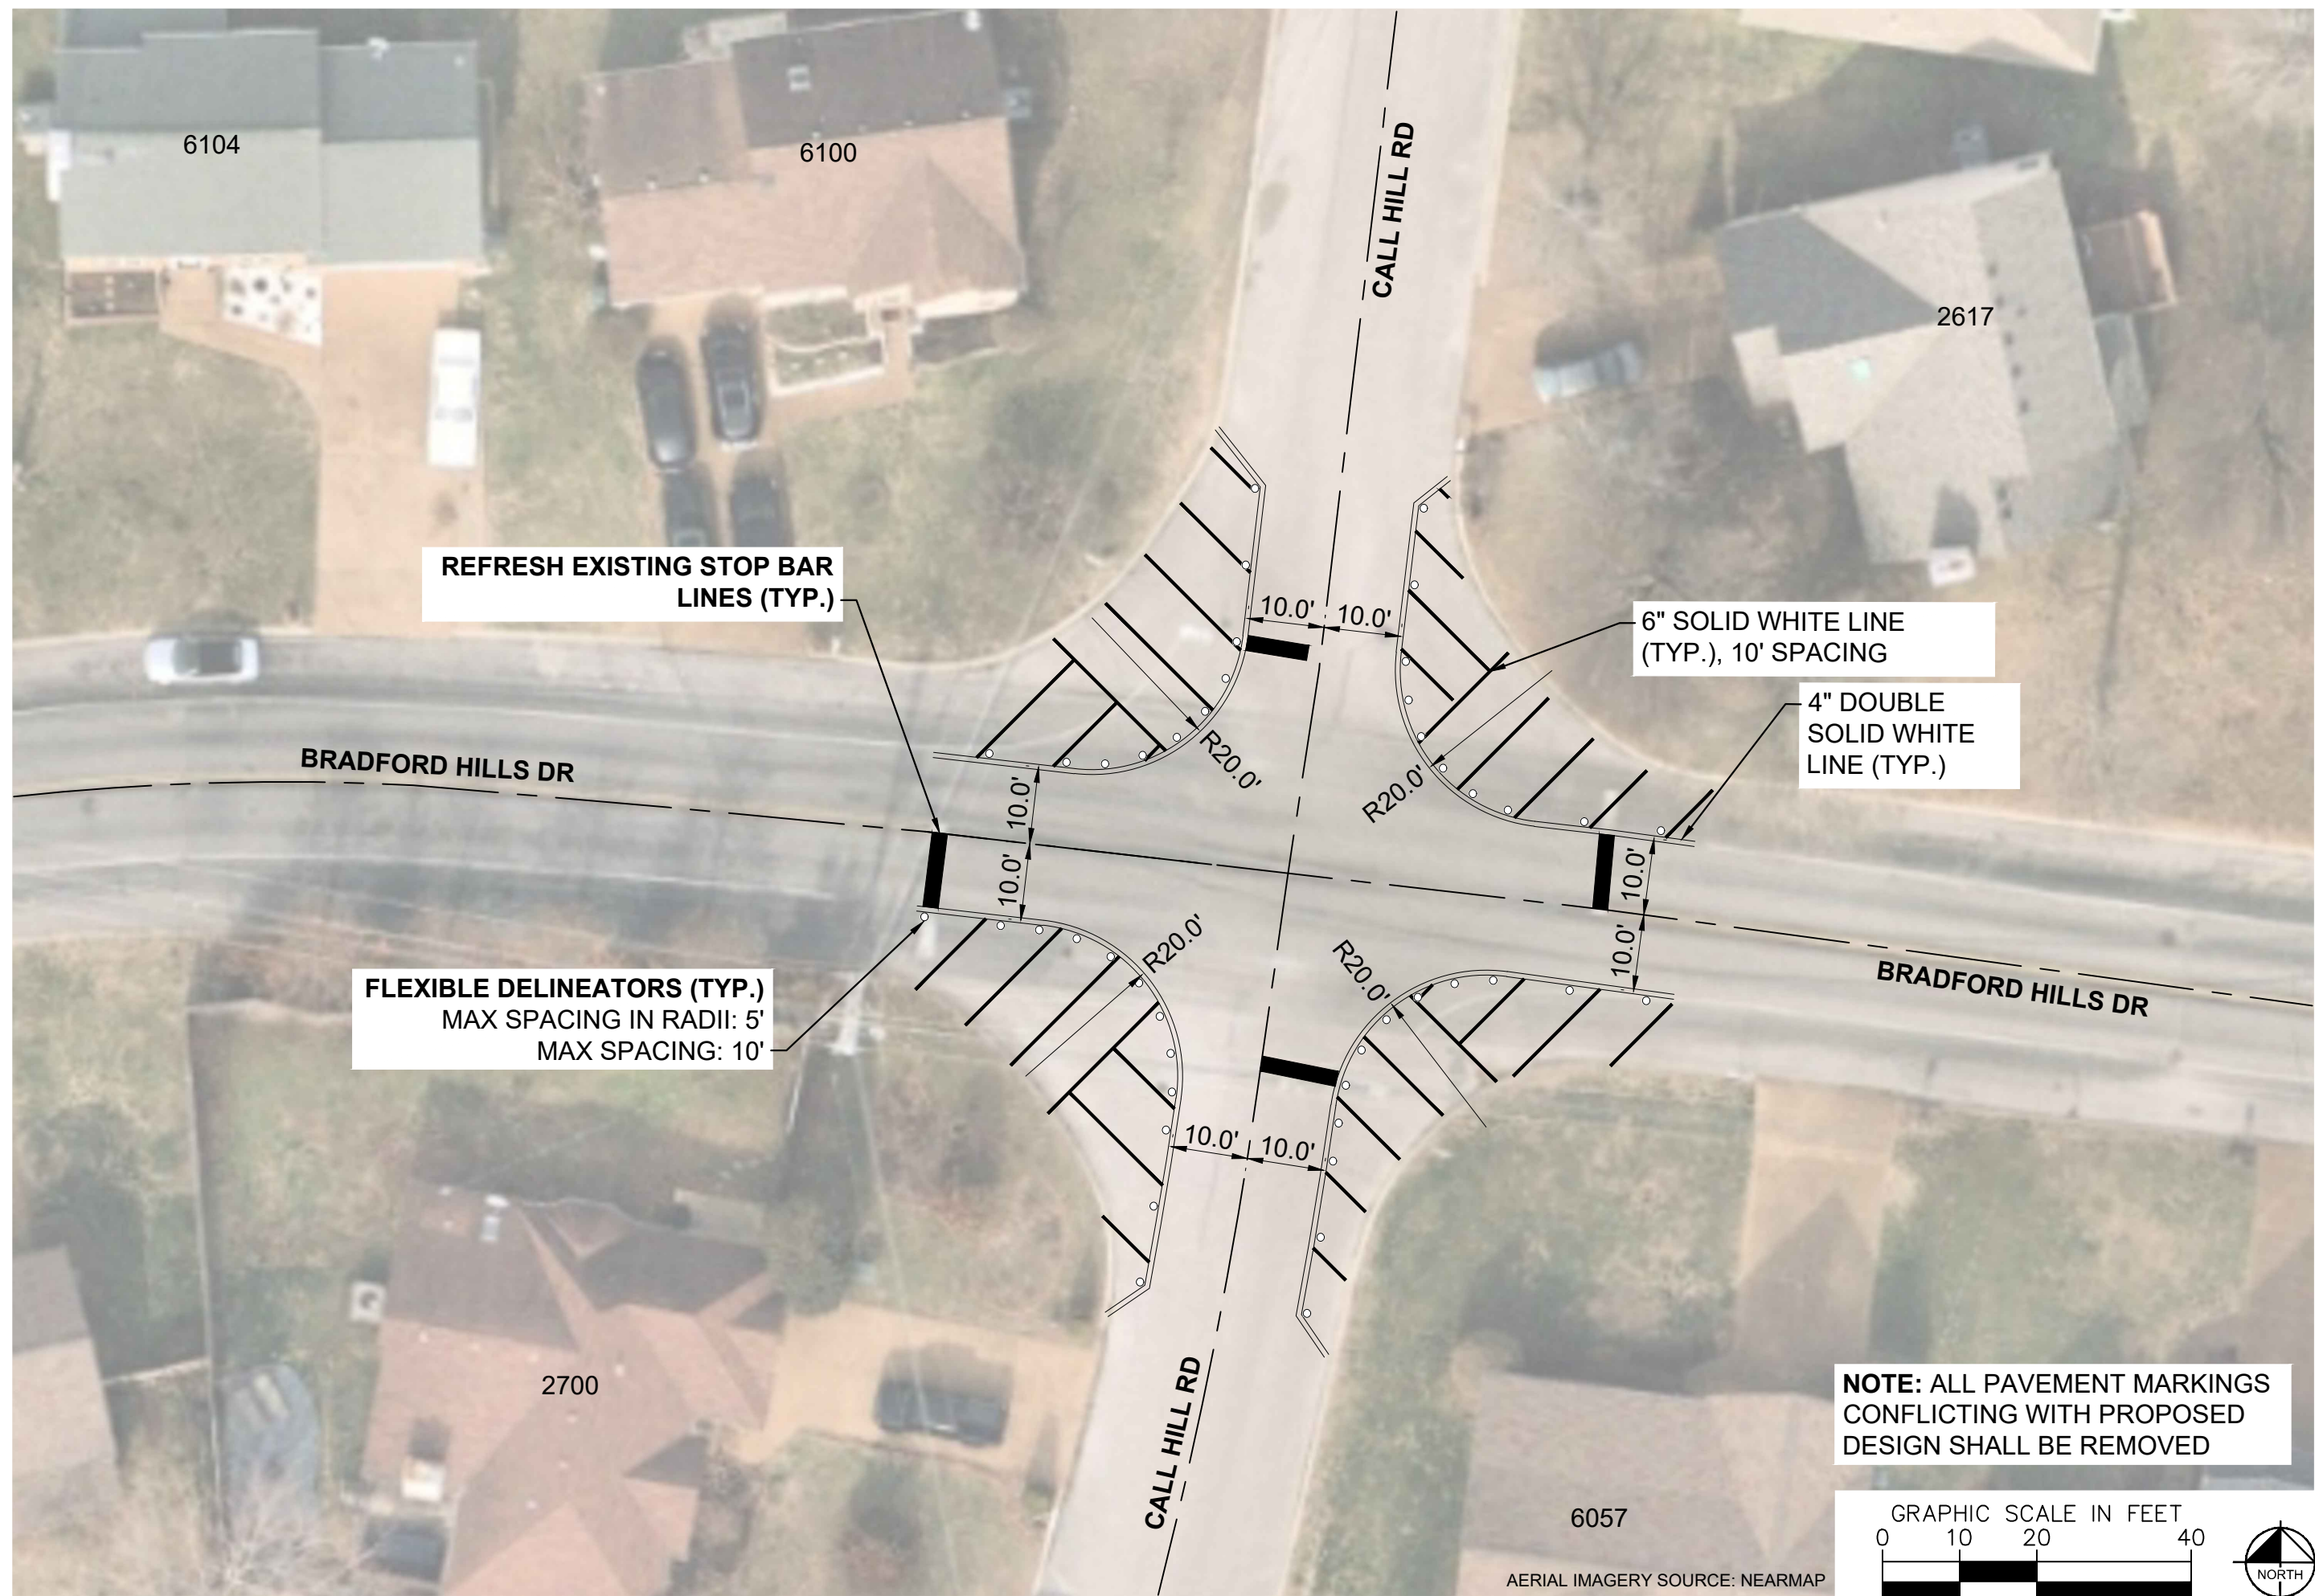 6104
6100
CALL HILL RD
2617
REFRESH EXISTING STOP BAR
LINES (TYP.)
10.0'
10.0'
6" SOLID WHITE LINE
(TYP.), 10' SPACING
4" DOUBLE
SOLID WHITE
LINE (TYP.)
BRADFORD HILLS DR
R20.0'
R20.0'
10.0'
10.0'
10.0'
10.0'
R20.0'
R20.0'
BRADFORD HILLS DR
FLEXIBLE DELINEATORS (TYP.)
MAX SPACING IN RADII: 5'
MAX SPACING: 10'
10.0'
10.0'
2700
CALL HILL RD
NOTE: ALL PAVEMENT MARKINGS
CONFLICTING WITH PROPOSED
DESIGN SHALL BE REMOVED
6057
GRAPHIC SCALE IN FEET
0 10 20 40
NORTH
AERIAL IMAGERY SOURCE: NEARMAP